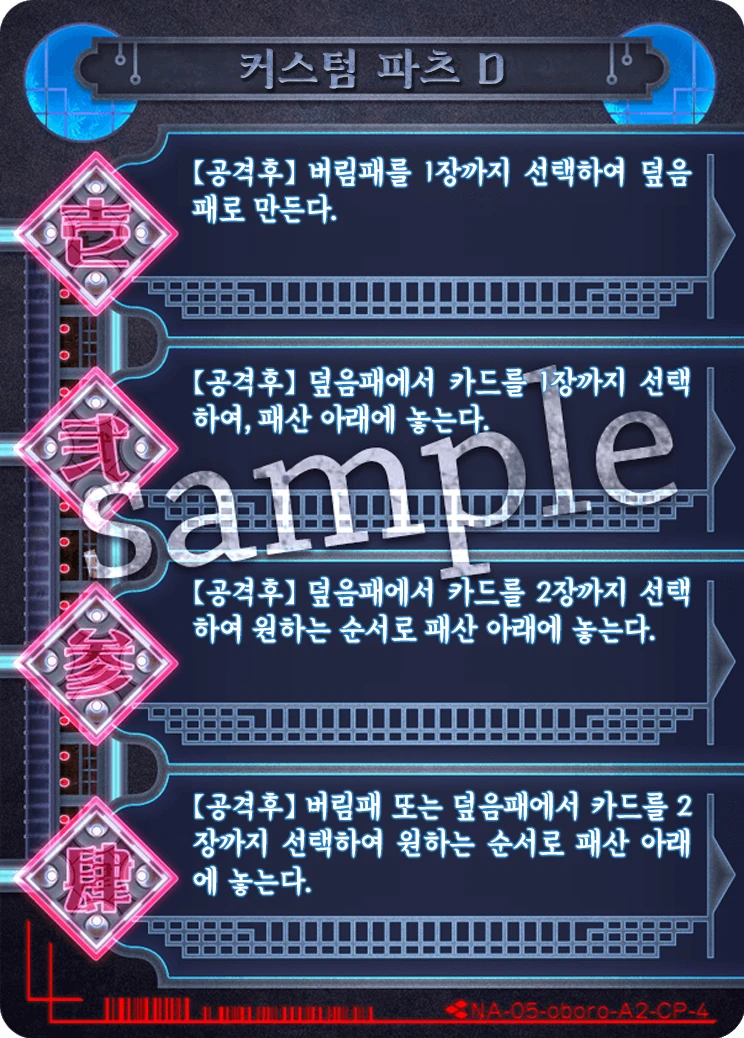 커스텀 파츠 D
壱
【공격후】 버림패를 1장까지 선택하여 덮음
패로 만든다.
弐
【공격후】 덮음패에서 카드를 1장까지 선택
하여, 패산 아래에 놓는다.
sample
参
【공격후】 덮음패에서 카드를 2장까지 선택
하여 원하는 순서로 패산 아래에 놓는다.
肆
【공격후】 버림패 또는 덮음패에서 카드를 2
장까지 선택하여 원하는 순서로 패산 아래
에 놓는다.
NA-05-oboro-A2-CP-4